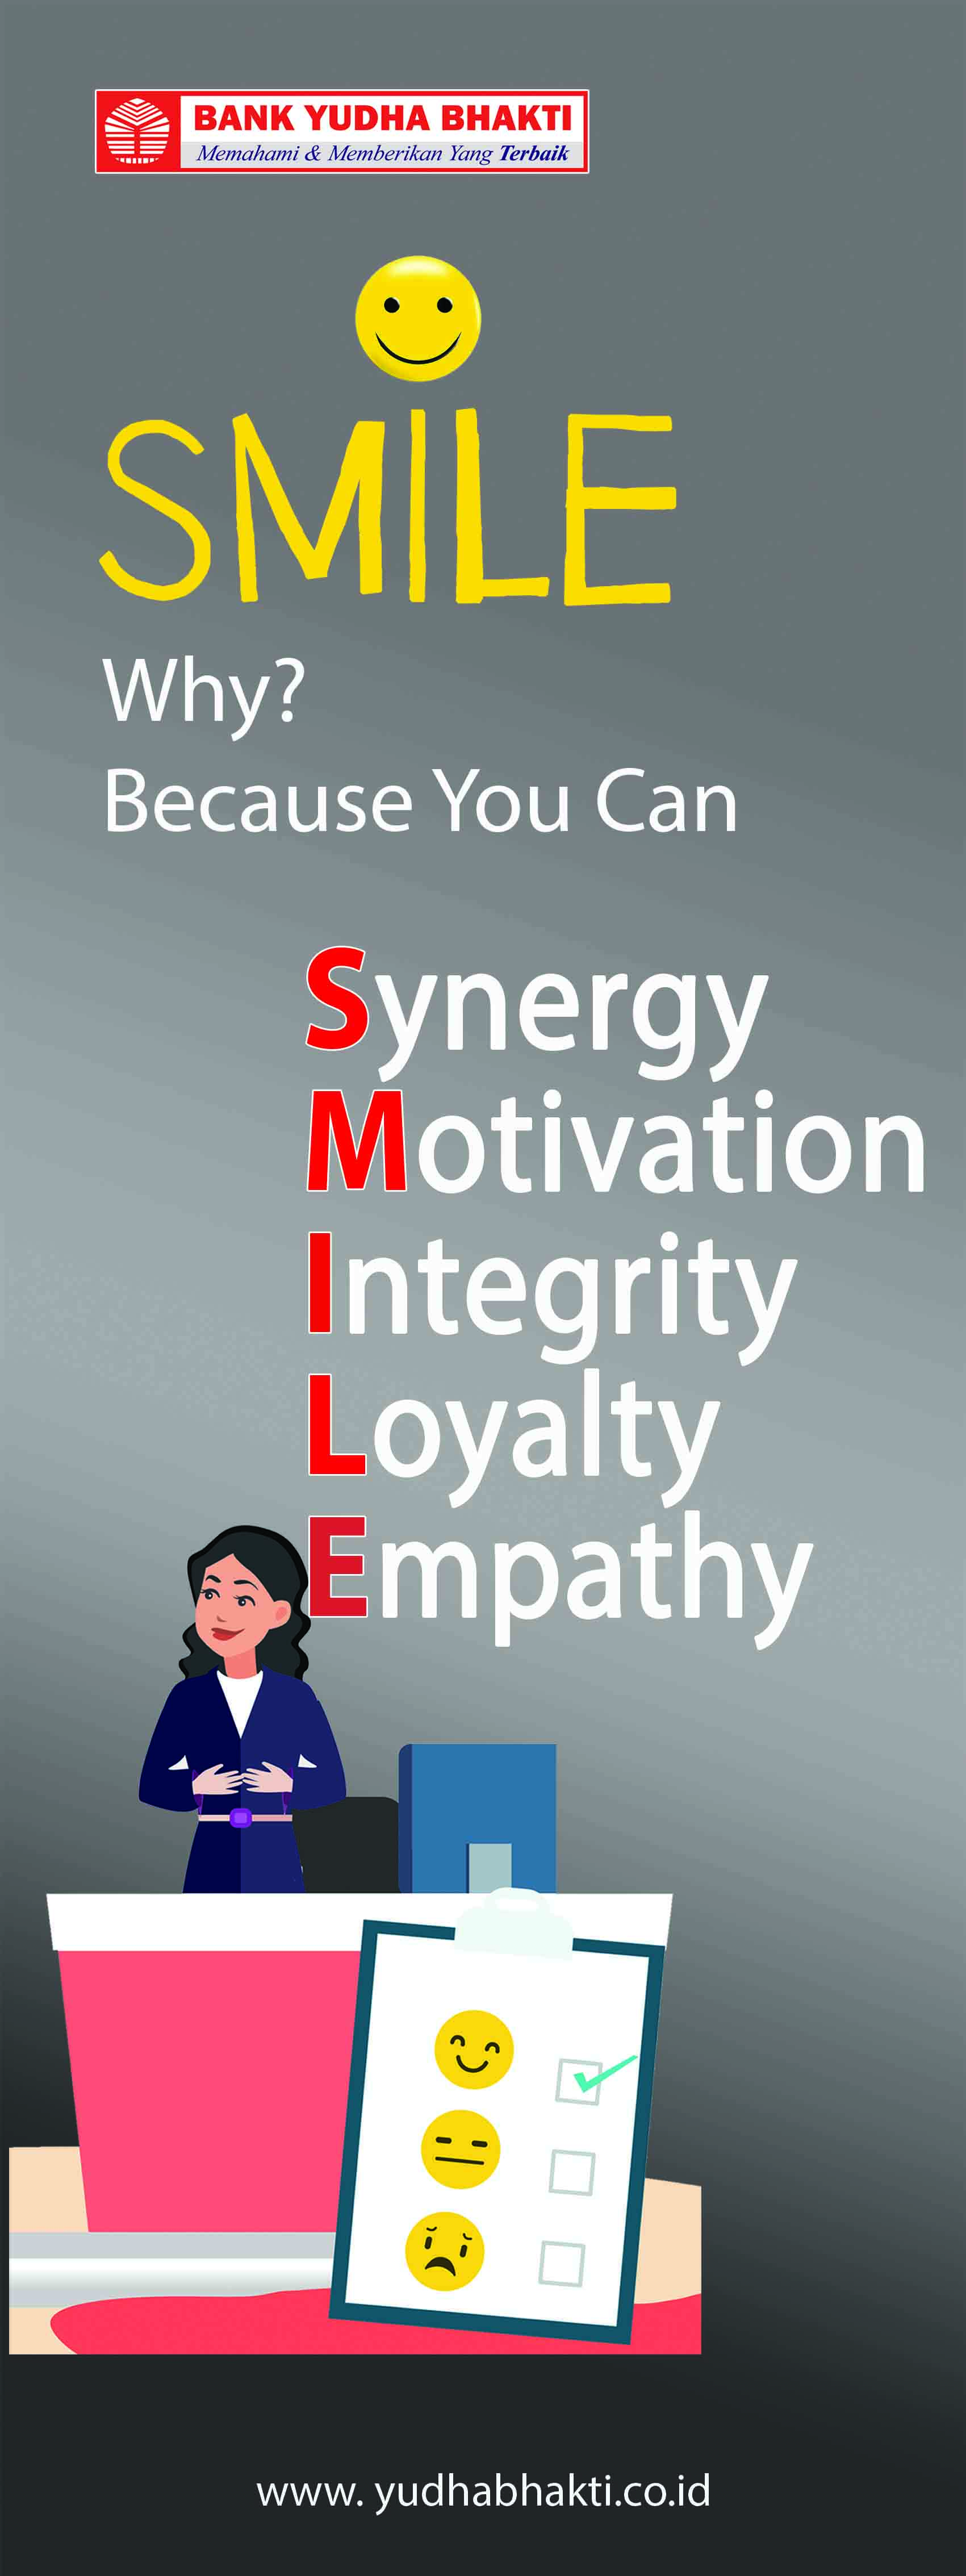 BANK YUDHA BHAKTI
Memahami & Memberikan Yang Terbaik
SMILE
Why?
Because You Can
Synergy
Motivation
Integrity
Loyalty
Empathy
www. yudhabhakti.co.id